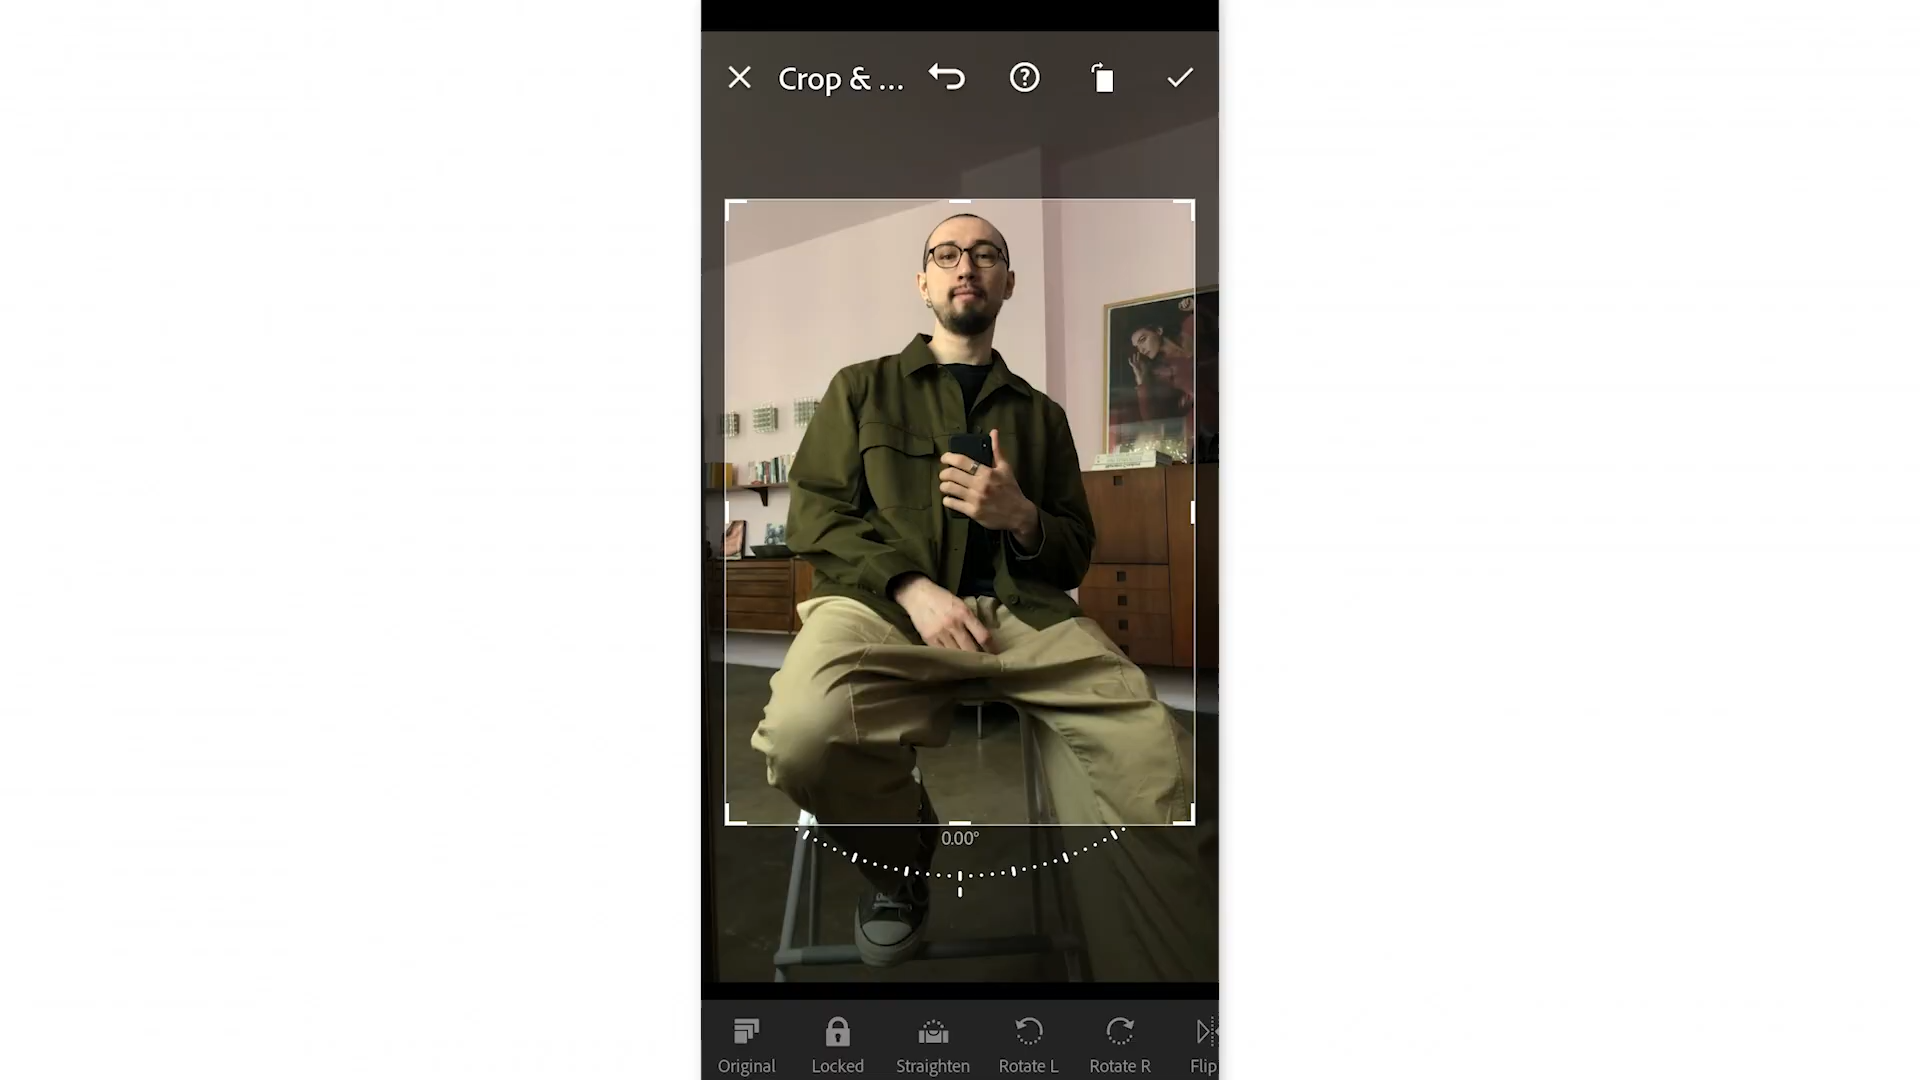 Crop & ...
0.00°
Original
Locked
Straighten
Rotate L
Rotate R
Flip